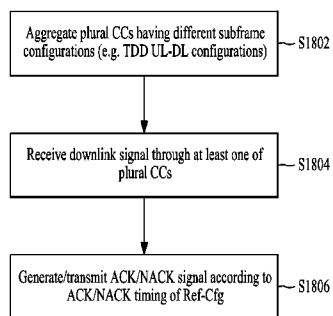 Aggregate plural CCs having different subframe
configurations (e.g. TDD UL-DL configurations)
S1802
Receive downlink signal through at least one of
plural CCs
S1804
Generate/transmit ACK/NACK signal according to
ACK/NACK timing of Ref-Cfg
S1806